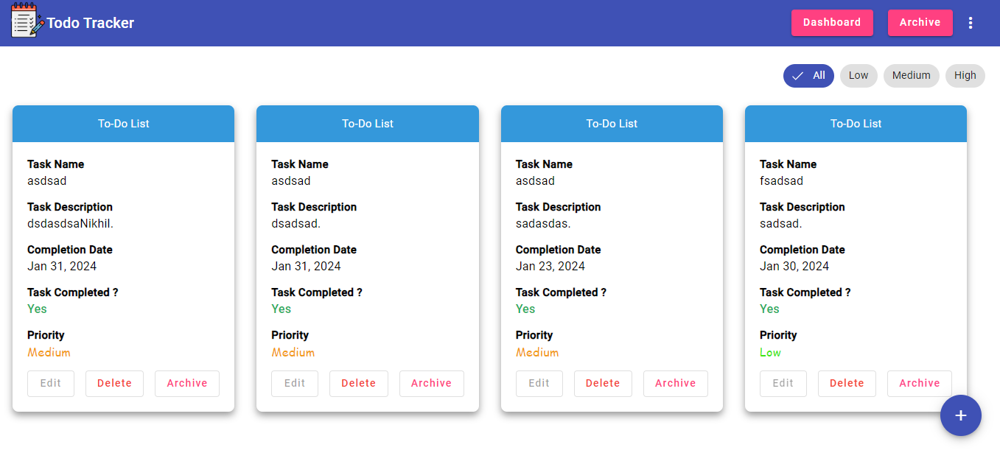 Todo Tracker
Dashboard
Archive
All
Low
Medium
High
To-Do List
Task Name
asdsad
Task Description
dsdasdsaNikhil.
Completion Date
Jan 31, 2024
Task Completed ?
Yes
Priority
Medium
Edit
Delete
Archive
To-Do List
Task Name
asdsad
Task Description
dsadsad.
Completion Date
Jan 31, 2024
Task Completed ?
Yes
Priority
Medium
Edit
Delete
Archive
To-Do List
Task Name
asdsad
Task Description
sadasdas.
Completion Date
Jan 23, 2024
Task Completed ?
Yes
Priority
Medium
Edit
Delete
Archive
To-Do List
Task Name
fsadsad
Task Description
sadsad.
Completion Date
Jan 30, 2024
Task Completed ?
Yes
Priority
Low
Edit
Delete
Archive
+